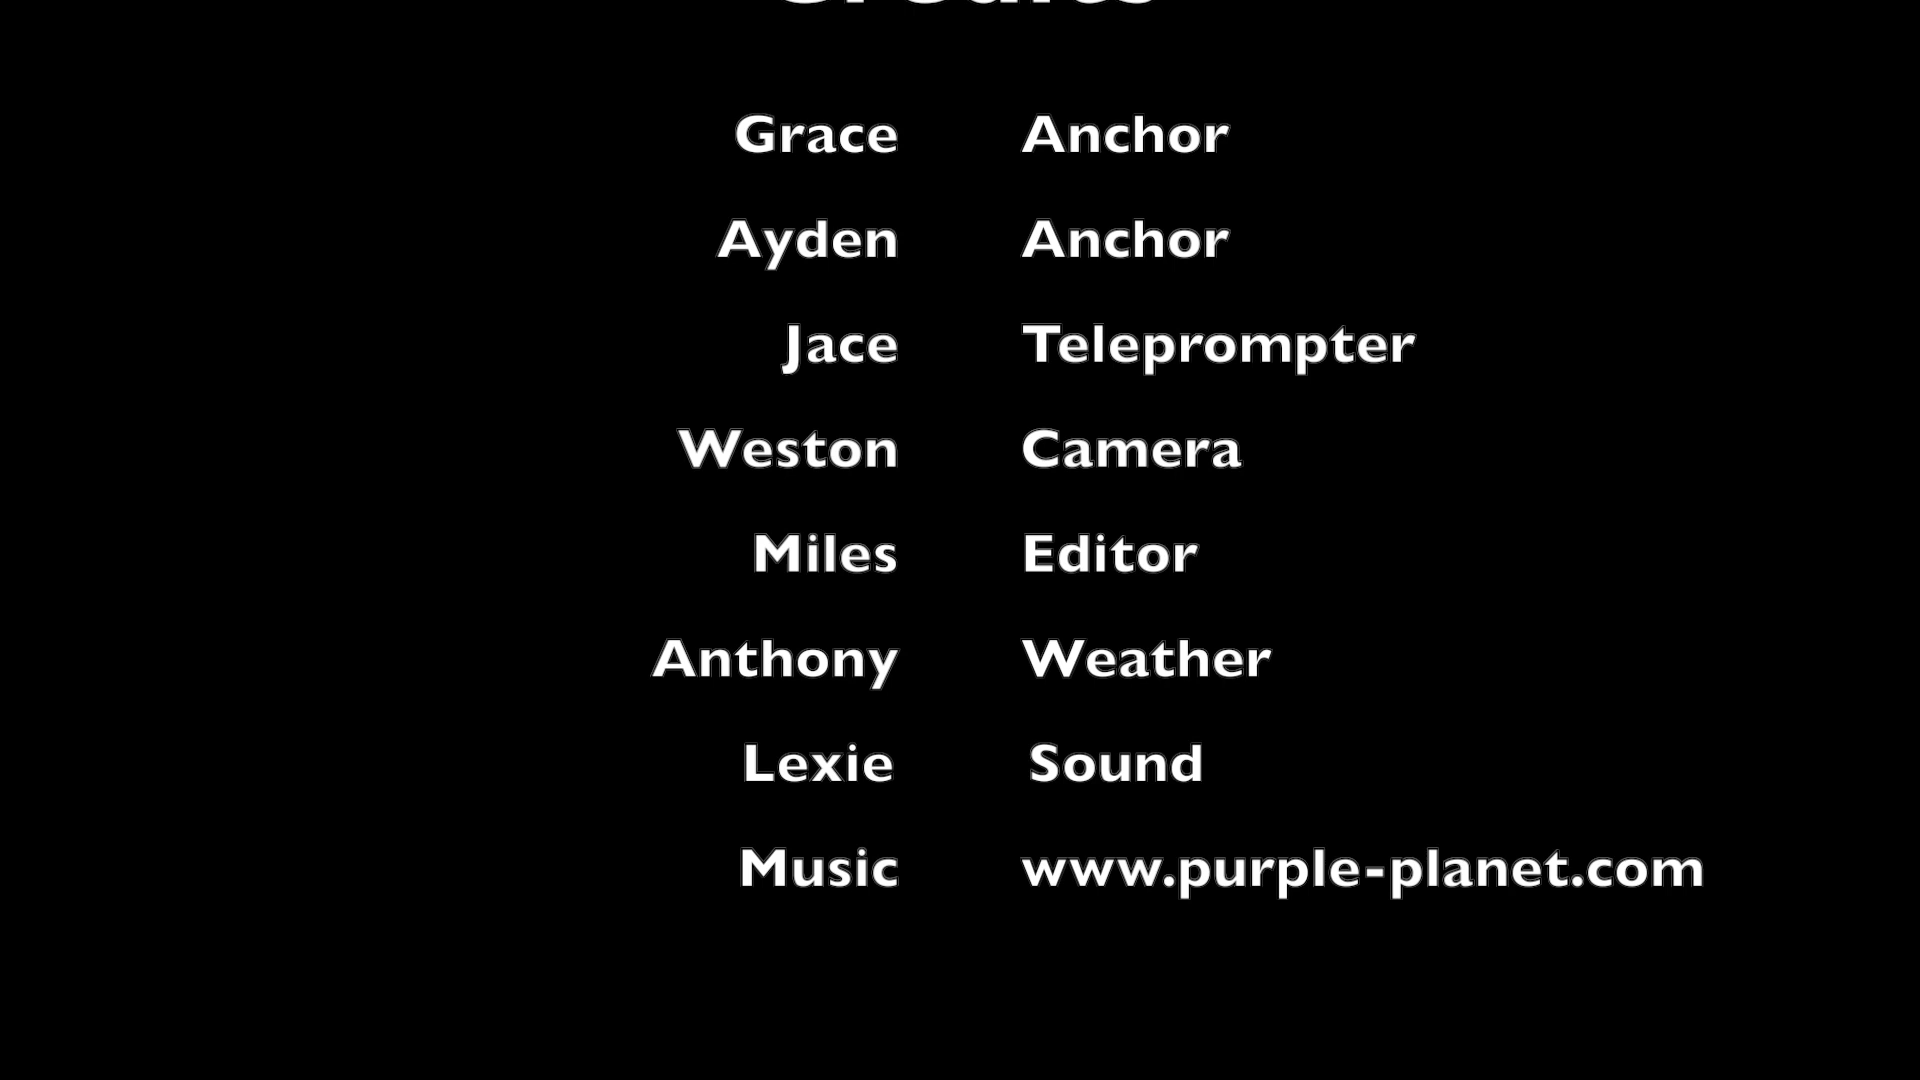 Credits
Grace Anchor
Ayden Anchor
Jace Teleprompter
Weston Camera
Miles Editor
Anthony Weather
Lexie Sound
Music www.purple-planet.com